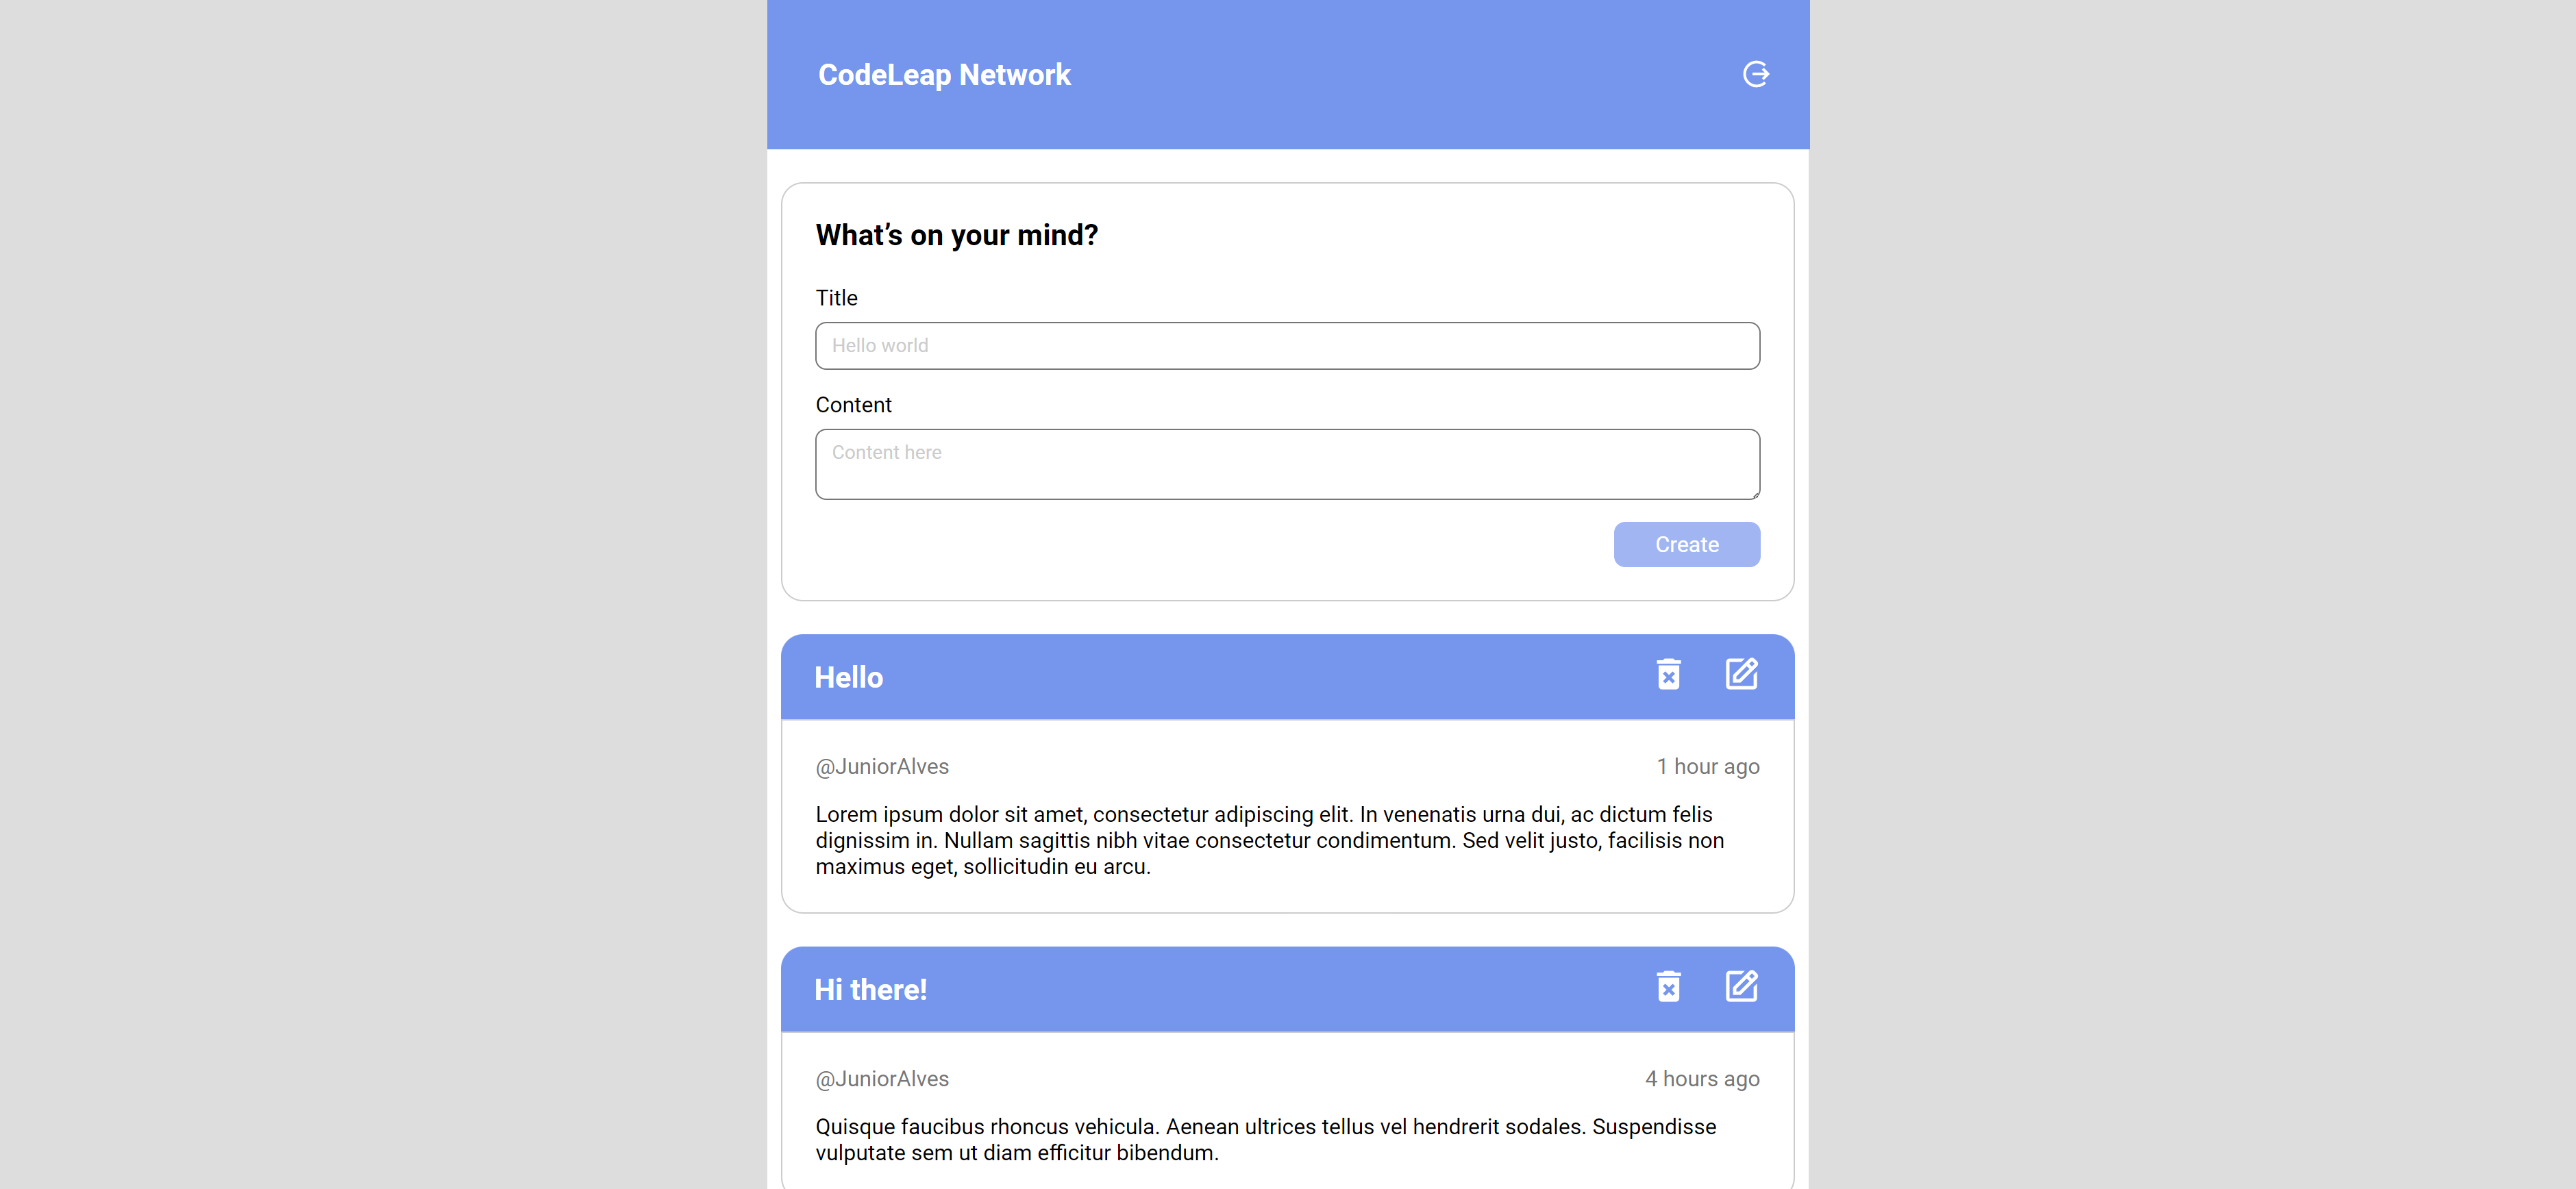 CodeLeap Network
What’s on your mind?
Title
Hello world
Content
Content here
Create
Hello
@JuniorAlves
1 hour ago
Lorem ipsum dolor sit amet, consectetur adipiscing elit. In venenatis urna dui, ac dictum felis
dignissim in. Nullam sagittis nibh vitae consectetur condimentum. Sed velit justo, facilisis non
maximus eget, sollicitudin eu arcu.
Hi there!
@JuniorAlves
4 hours ago
Quisque faucibus rhoncus vehicula. Aenean ultrices tellus vel hendrerit sodales. Suspendisse
vulputate sem ut diam efficitur bibendum.